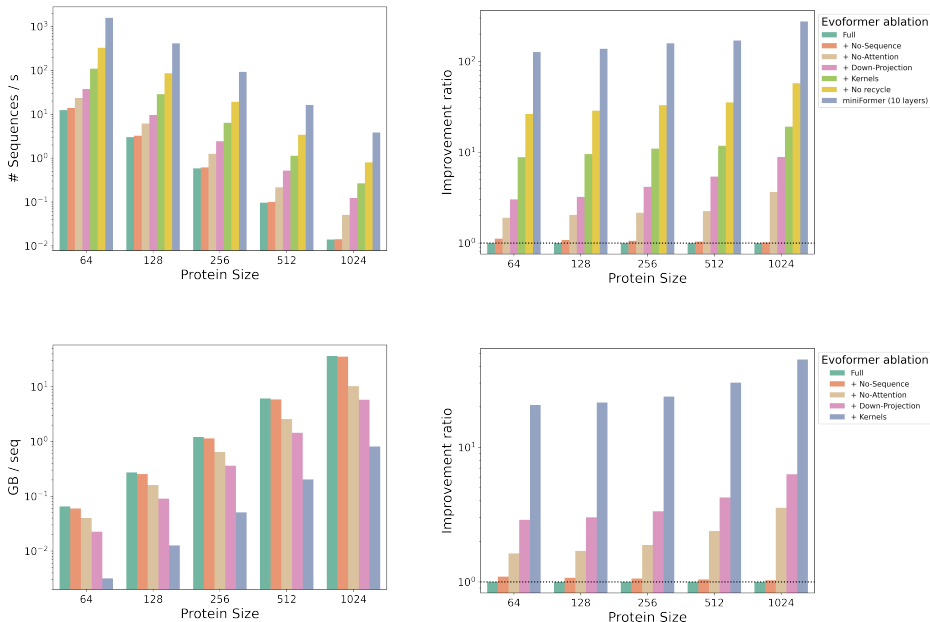 # Sequences / s
10³
10²
10¹
10⁰
10⁻¹
10⁻²
64 128 256 512 1024
Protein Size
Improvement ratio
10²
10¹
10⁰
64 128 256 512 1024
Protein Size
Evoformer ablation
Full
+ No-Sequence
+ No-Attention
+ Down-Projection
+ Kernels
+ No recycle
miniFormer (10 layers)
GB / seq
10¹
10⁰
10⁻¹
10⁻²
64 128 256 512 1024
Protein Size
Improvement ratio
10¹
10⁰
64 128 256 512 1024
Protein Size
Evoformer ablation
Full
+ No-Sequence
+ No-Attention
+ Down-Projection
+ Kernels